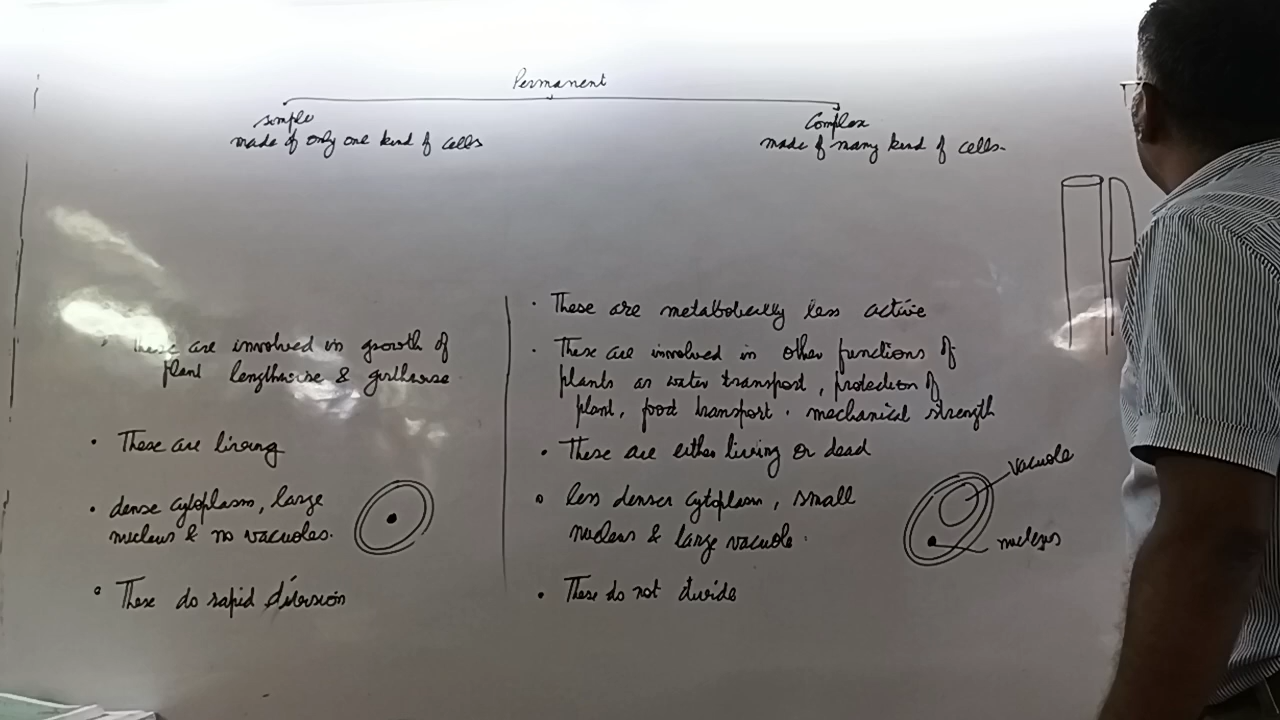 Permanent
simple
made of only one kind of cells
Complex
made of many kind of cells.
These are involved in growth of
plant lengthwise & girthwise
• These are living
• dense cytoplasm, large
nucleus & no vacuoles.
• These do rapid division
• These are metabolically less active
• These are involved in other functions of
plants as water transport, protection of
plant, food transport. mechanical strength
• These are either living or dead
• less denser cytoplasm, small
nucleus & large vacuole.
• These do not divide
Vacuole
nucleus